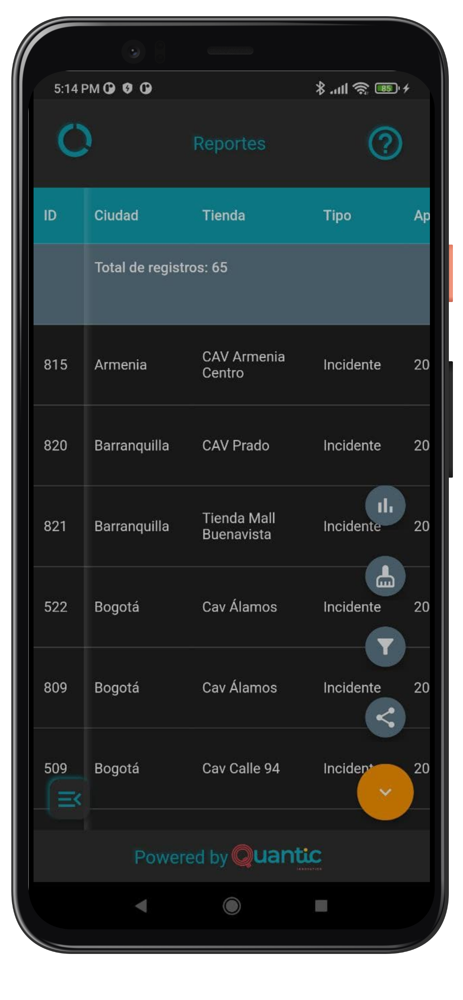 5:14 PM
85
Reportes
ID Ciudad Tienda Tipo Ap
Total de registros: 65
815 Armenia CAV Armenia Centro Incidente 20
820 Barranquilla CAV Prado Incidente 20
821 Barranquilla Tienda Mall Buenavista Incidente 20
522 Bogotá Cav Álamos Incidente 20
809 Bogotá Cav Álamos Incidente 20
509 Bogotá Cav Calle 94 Incident 20
Powered by Quantic
INNOVATION